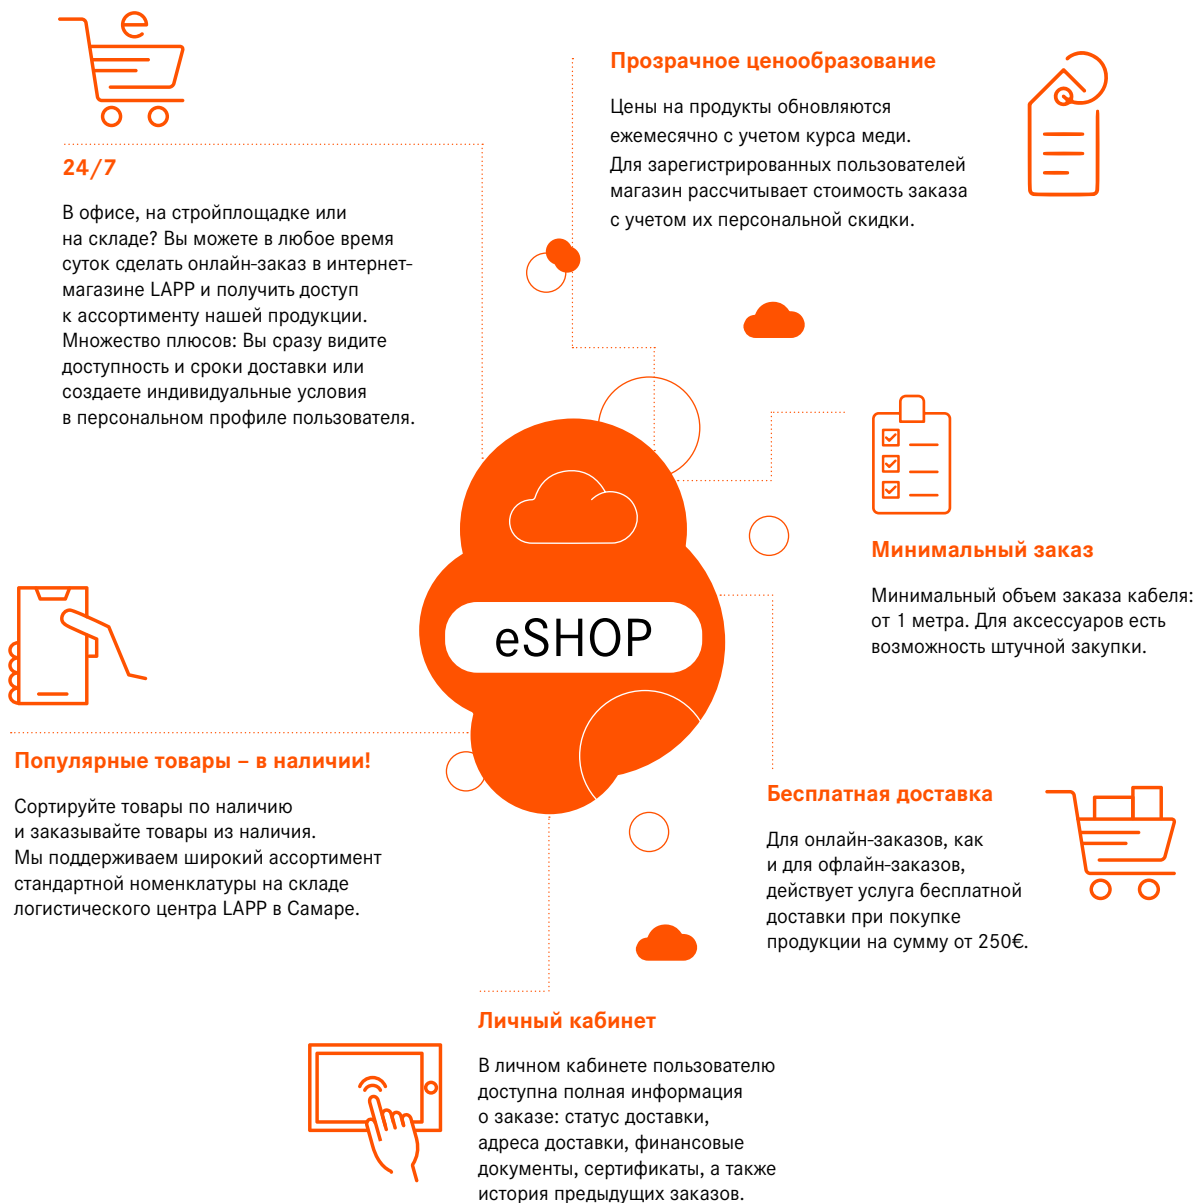 e
24/7
В офисе, на стройплощадке или
на складе? Вы можете в любое время
суток сделать онлайн-заказ в интернет-
магазине LAPP и получить доступ
к ассортименту нашей продукции.
Множество плюсов: Вы сразу видите
доступность и сроки доставки или
создаете индивидуальные условия
в персональном профиле пользователя.
Прозрачное ценообразование
Цены на продукты обновляются
ежемесячно с учетом курса меди.
Для зарегистрированных пользователей
магазин рассчитывает стоимость заказа
с учетом их персональной скидки.
Минимальный заказ
Минимальный объем заказа кабеля:
от 1 метра. Для аксессуаров есть
возможность штучной закупки.
eSHOP
Популярные товары – в наличии!
Сортируйте товары по наличию
и заказывайте товары из наличия.
Мы поддерживаем широкий ассортимент
стандартной номенклатуры на складе
логистического центра LAPP в Самаре.
Бесплатная доставка
Для онлайн-заказов, как
и для офлайн-заказов,
действует услуга бесплатной
доставки при покупке
продукции на сумму от 250€.
Личный кабинет
В личном кабинете пользователю
доступна полная информация
о заказе: статус доставки,
адреса доставки, финансовые
документы, сертификаты, а также
история предыдущих заказов.